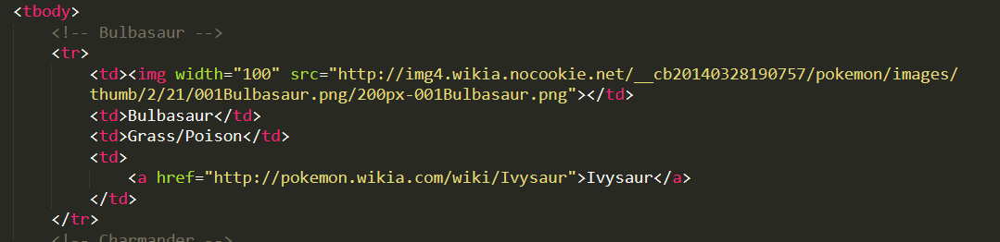 <tbody>
<!-- Bulbasaur -->
<tr>
<td><img width="100" src="http://img4.wikia.nocookie.net/__cb20140328190757/pokemon/images/
thumb/2/21/001Bulbasaur.png/200px-001Bulbasaur.png"></td>
<td>Bulbasaur</td>
<td>Grass/Poison</td>
<td>
<a href="http://pokemon.wikia.com/wiki/Ivysaur">Ivysaur</a>
</td>
</tr>
<!-- Charmander -->